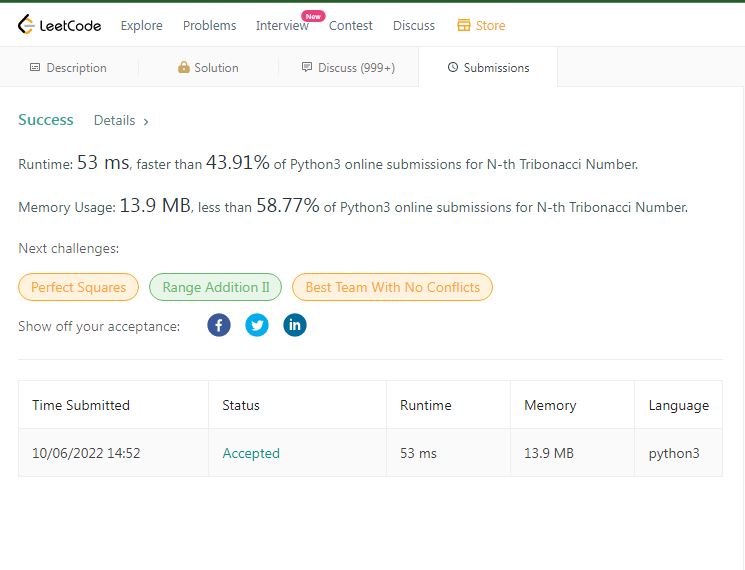 LeetCode Explore Problems Interview New Contest Discuss Store
Description Solution Discuss (999+) Submissions
Success Details >
Runtime: 53 ms, faster than 43.91% of Python3 online submissions for N-th Tribonacci Number.
Memory Usage: 13.9 MB, less than 58.77% of Python3 online submissions for N-th Tribonacci Number.
Next challenges:
Perfect Squares Range Addition II Best Team With No Conflicts
Show off your acceptance: f in
Time Submitted Status Runtime Memory Language
10/06/2022 14:52 Accepted 53 ms 13.9 MB python3